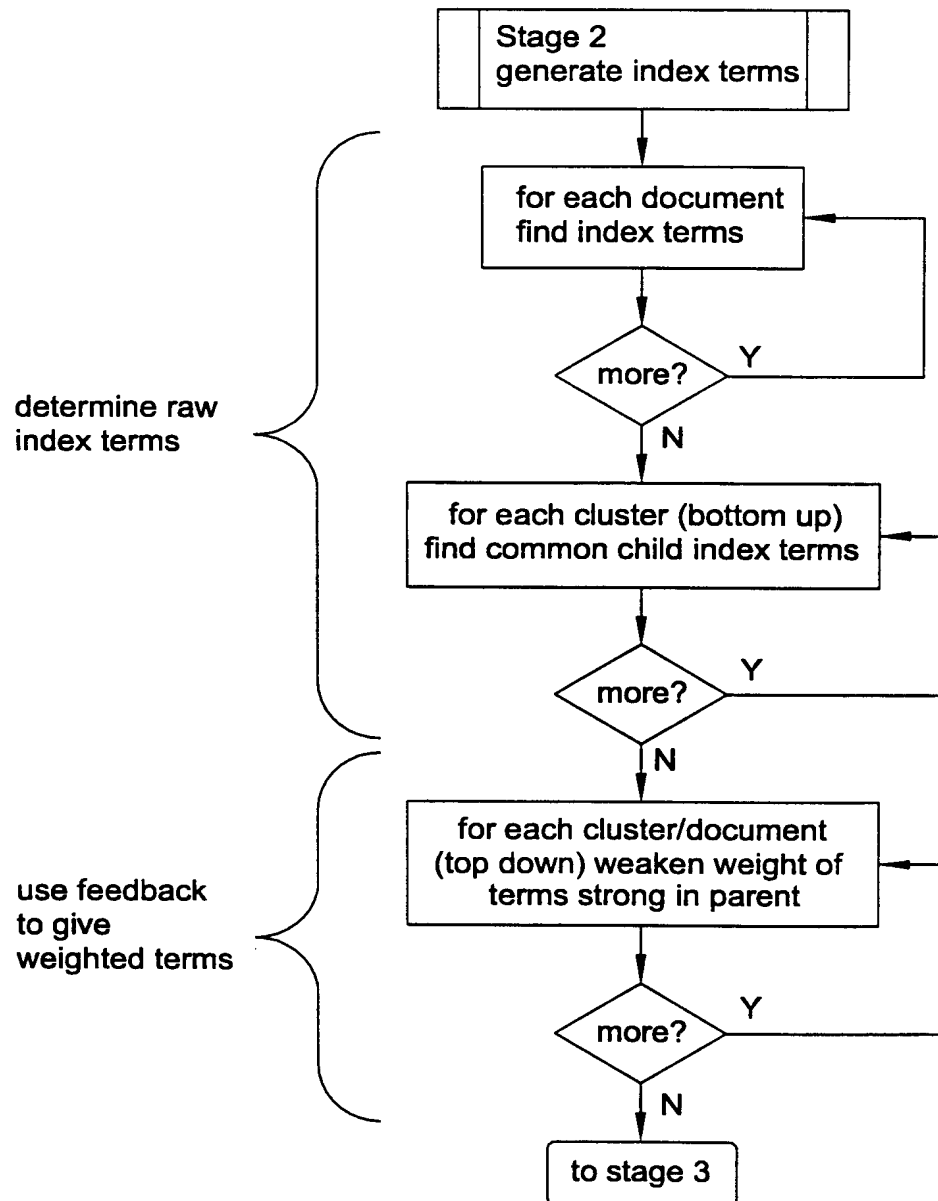 Stage 2
generate index terms
for each document
find index terms
more?
Y
N
determine raw
index terms
for each cluster (bottom up)
find common child index terms
more?
Y
N
for each cluster/document
(top down) weaken weight of
terms strong in parent
use feedback
to give
weighted terms
more?
Y
N
to stage 3